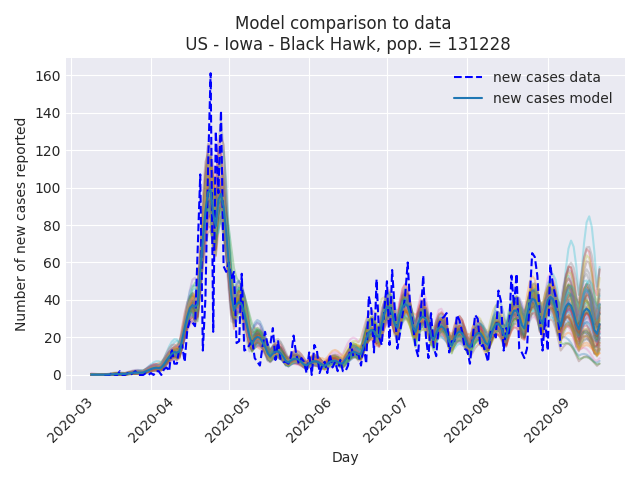 Model comparison to data
US - Iowa - Black Hawk, pop. = 131228
new cases data
new cases model
Number of new cases reported
160
140
120
100
80
60
40
20
0
2020-03
2020-04
2020-05
2020-06
2020-07
2020-08
2020-09
Day